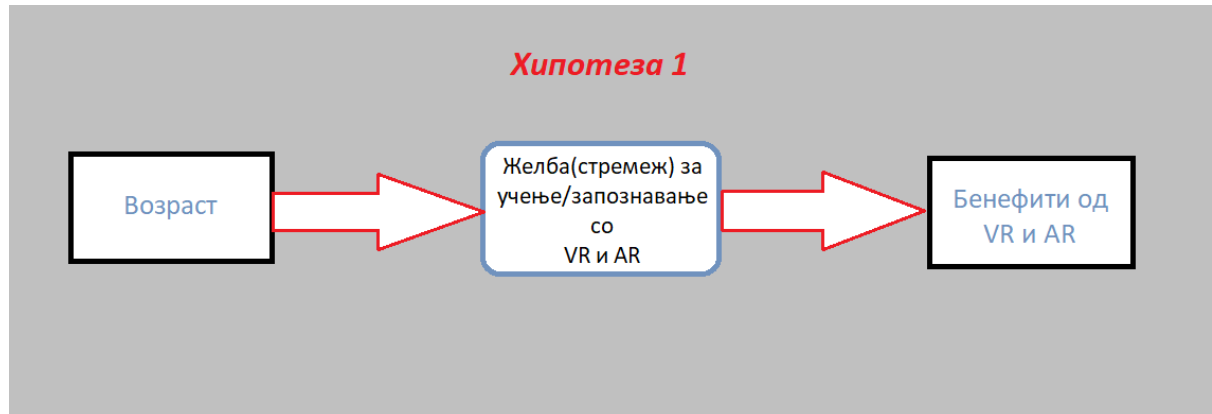 Хипотеза 1
Возраст
Желба(стремеж) за
учење/запознавање
со
VR и AR
Бенефити од
VR и AR